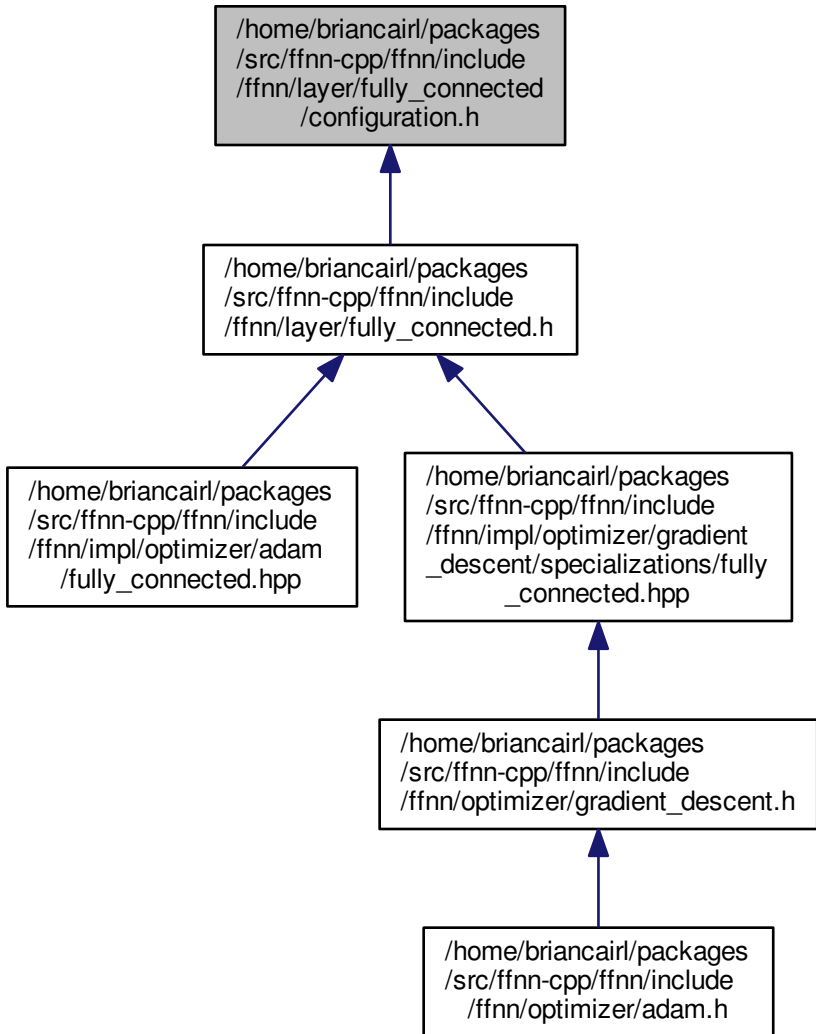 /home/briancairl/packages
/src/ffnn-cpp/ffnn/include
/ffnn/layer/fully_connected
/configuration.h
/home/briancairl/packages
/src/ffnn-cpp/ffnn/include
/ffnn/layer/fully_connected.h
/home/briancairl/packages
/src/ffnn-cpp/ffnn/include
/ffnn/impl/optimizer/adam
/fully_connected.hpp
/home/briancairl/packages
/src/ffnn-cpp/ffnn/include
/ffnn/impl/optimizer/gradient
_descent/specializations/fully
_connected.hpp
/home/briancairl/packages
/src/ffnn-cpp/ffnn/include
/ffnn/optimizer/gradient_descent.h
/home/briancairl/packages
/src/ffnn-cpp/ffnn/include
/ffnn/optimizer/adam.h